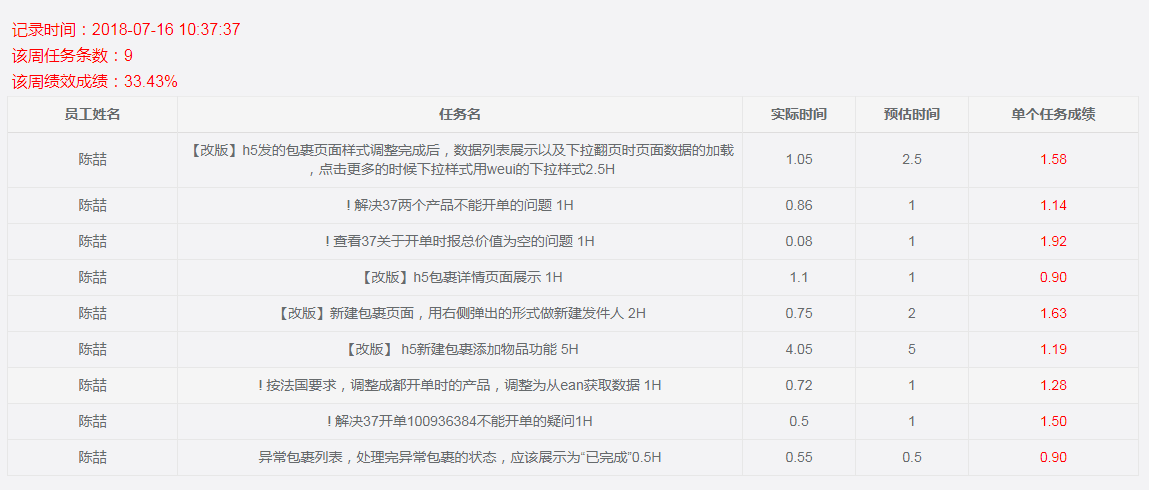 记录时间：2018-07-16 10:37:37
该周任务条数：9
该周绩效成绩：33.43%
员工姓名 任务名 实际时间 预估时间 单个任务成绩
陈喆 【改版】h5发的包裹页面样式调整完成后，数据列表展示以及下拉翻页时页面数据的加载 1.05 2.5 1.58
，点击更多的时候下拉样式用weui的下拉样式2.5H
陈喆 ! 解决37两个产品不能开单的问题 1H 0.86 1 1.14
陈喆 ! 查看37关于开单时报总价值为空的问题 1H 0.08 1 1.92
陈喆 【改版】h5包裹详情页面展示 1H 1.1 1 0.90
陈喆 【改版】新建包裹页面，用右侧弹出的形式做新建发件人 2H 0.75 2 1.63
陈喆 【改版】 h5新建包裹添加物品功能 5H 4.05 5 1.19
陈喆 ! 按法国要求，调整成都开单时的产品，调整为从ean获取数据 1H 0.72 1 1.28
陈喆 ! 解决37开单100936384不能开单的疑问1H 0.5 1 1.50
陈喆 异常包裹列表，处理完异常包裹的状态，应该展示为“已完成”0.5H 0.55 0.5 0.90